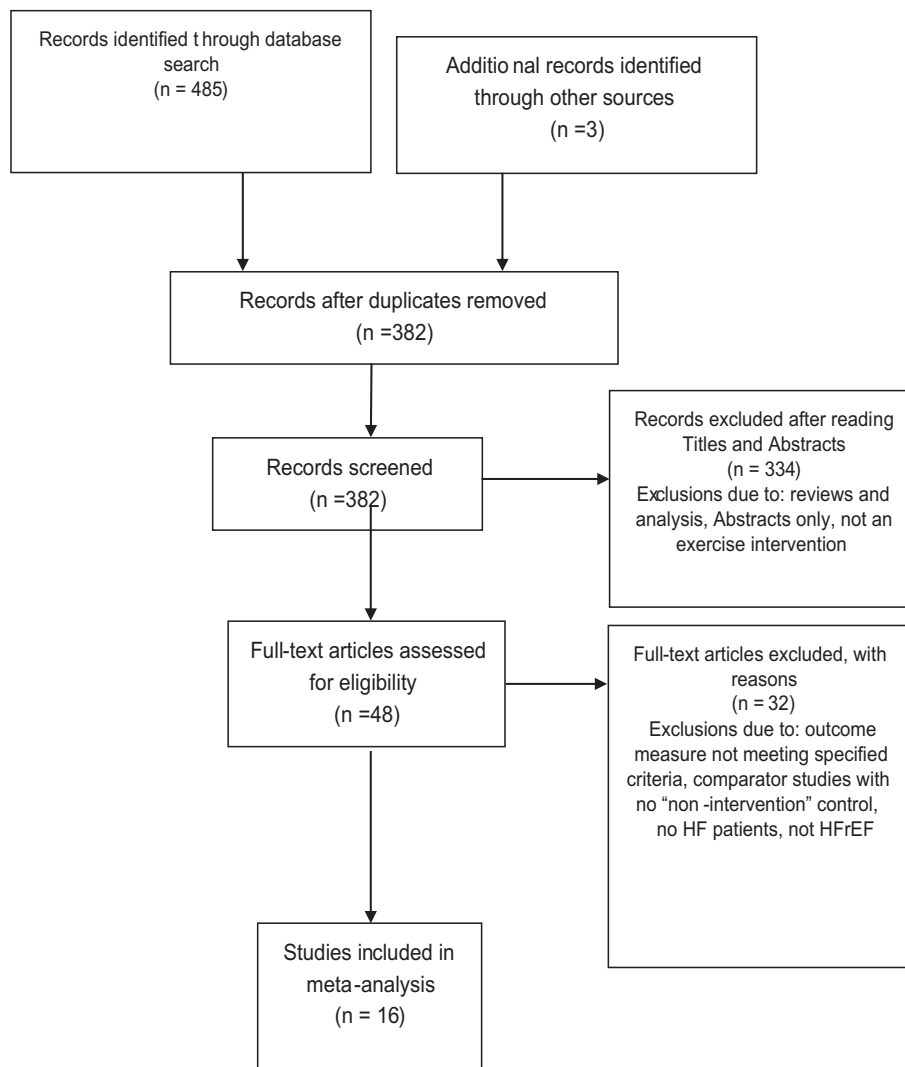 Records identified t hrough database
search
(n = 485)
Additio nal records identified
through other sources
(n =3)
Records after duplicates removed
(n =382)
Records screened
(n =382)
Records excluded after reading
Titles and Abstracts
(n = 334)
Exclusions due to: reviews and
analysis, Abstracts only, not an
exercise intervention
Full-text articles assessed
for eligibility
(n =48)
Full-text articles excluded, with
reasons
(n = 32)
Exclusions due to: outcome
measure not meeting specified
criteria, comparator studies with
no “non -intervention” control,
no HF patients, not HFrEF
Studies included in
meta-analysis
(n = 16)